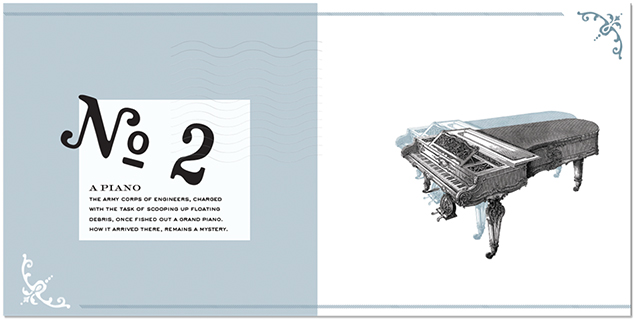 No 2
A PIANO
THE ARMY CORPS OF ENGINEERS, CHARGED
WITH THE TASK OF SCOOPING UP FLOATING
DEBRIS, ONCE FISHED OUT A GRAND PIANO.
HOW IT ARRIVED THERE, REMAINS A MYSTERY.